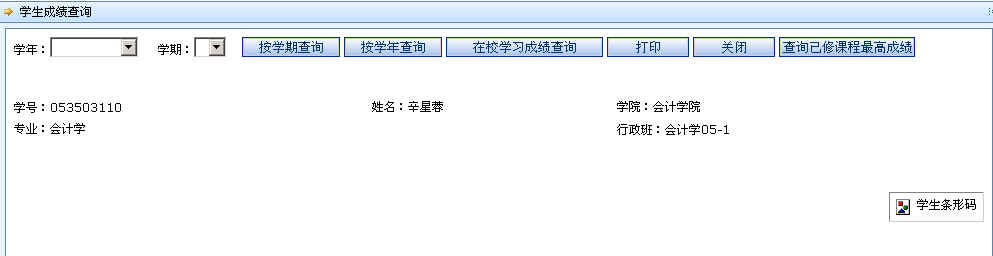 学生成绩查询
学年： 学期： 按学期查询 按学年查询 在校学习成绩查询 打印 关闭 查询已修课程最高成绩
学号：053503110 姓名：辛星蓉 学院：会计学院
专业：会计学 行政班：会计学05-1
学生条形码